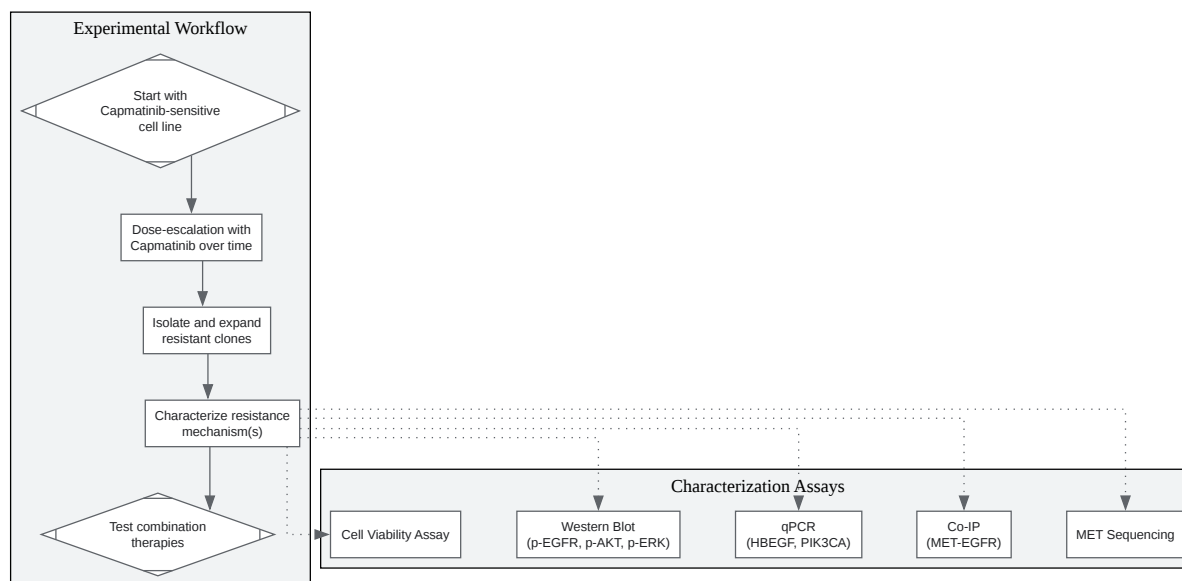 Experimental Workflow
Start with
Capmatinib-sensitive
cell line
Dose-escalation with
Capmatinib over time
Isolate and expand
resistant clones
Characterize resistance
mechanism(s)
Test combination
therapies
Characterization Assays
Cell Viability Assay
Western Blot
(p-EGFR, p-AKT, p-ERK)
qPCR
(HBEGF, PIK3CA)
Co-IP
(MET-EGFR)
MET Sequencing